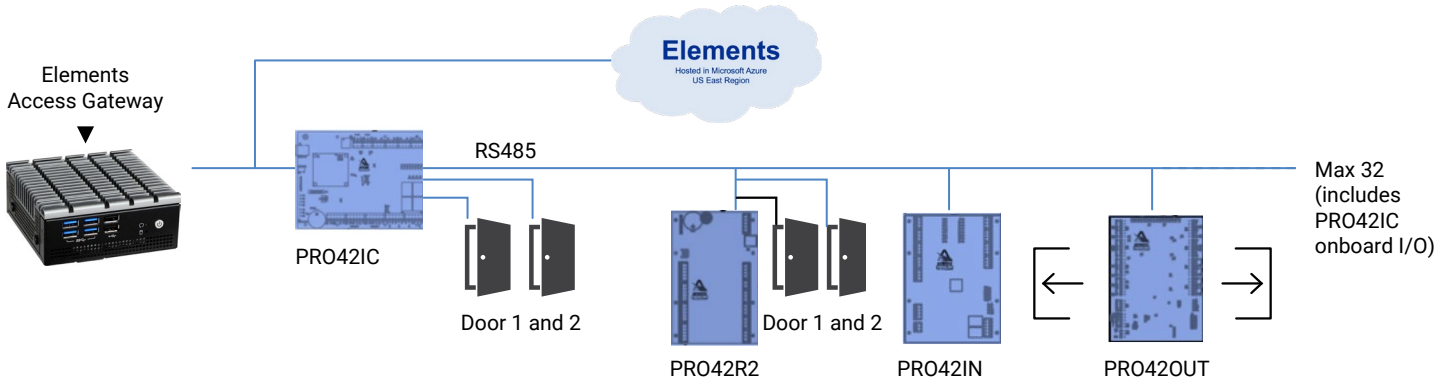 Elements
Hosted in Microsoft Azure
US East Region
Elements
Access Gateway
RS485
Max 32
(includes
PRO42IC
onboard I/O)
PRO42IC
Door 1 and 2
Door 1 and 2
PRO42R2
PRO42IN
PRO42OUT